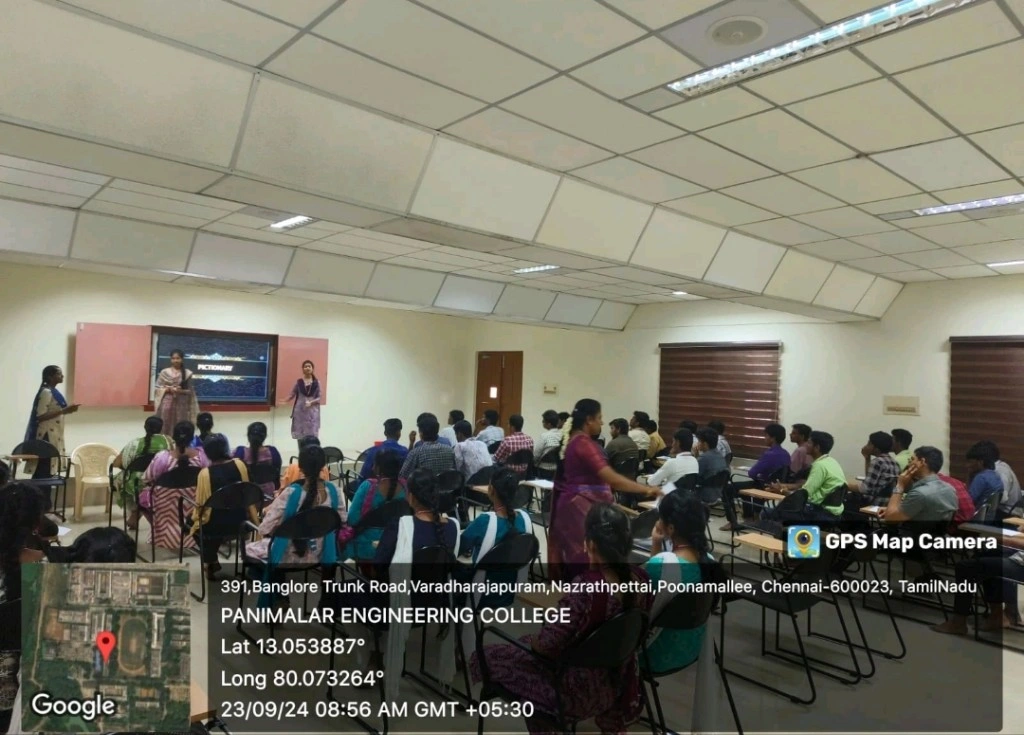 PICTIONARY
GPS Map Camera
391,Banglore Trunk Road,Varadharajapuram,Nazrathpettai,Poonamallee, Chennai-600023, TamilNadu
PANIMALAR ENGINEERING COLLEGE
Lat 13.053887°
Long 80.073264°
23/09/24 08:56 AM GMT +05:30
Google